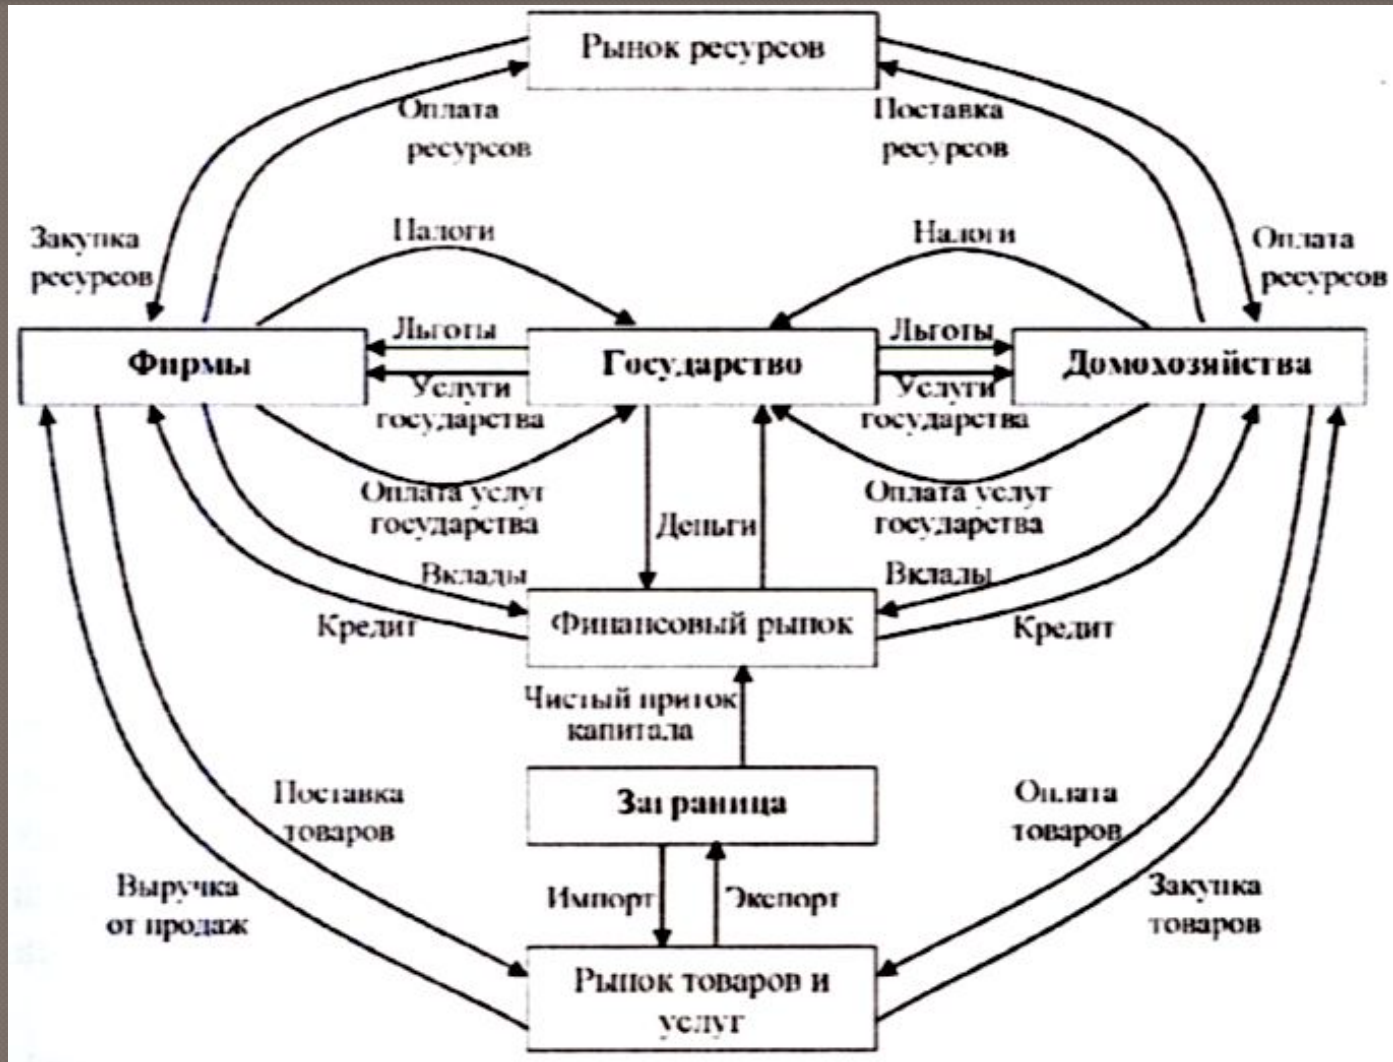 Рынок ресурсов
Оплата
ресурсов
Поставка
ресурсов
Закупка
ресурсов
Налоги
Налоги
Оплата
ресурсов
Фирмы
Льготы
Услуги
государства
Государство
Льготы
Услуги
государства
Домохозяйства
Оплата услуг
государства
Деньги
Оплата услуг
государства
Вклады
Кредит
Финансовый рынок
Вклады
Кредит
Чистый приток
капитала
Заграница
Поставка
товаров
Оплата
товаров
Выручка
от продаж
Импорт
Экспорт
Закупка
товаров
Рынок товаров и
услуг